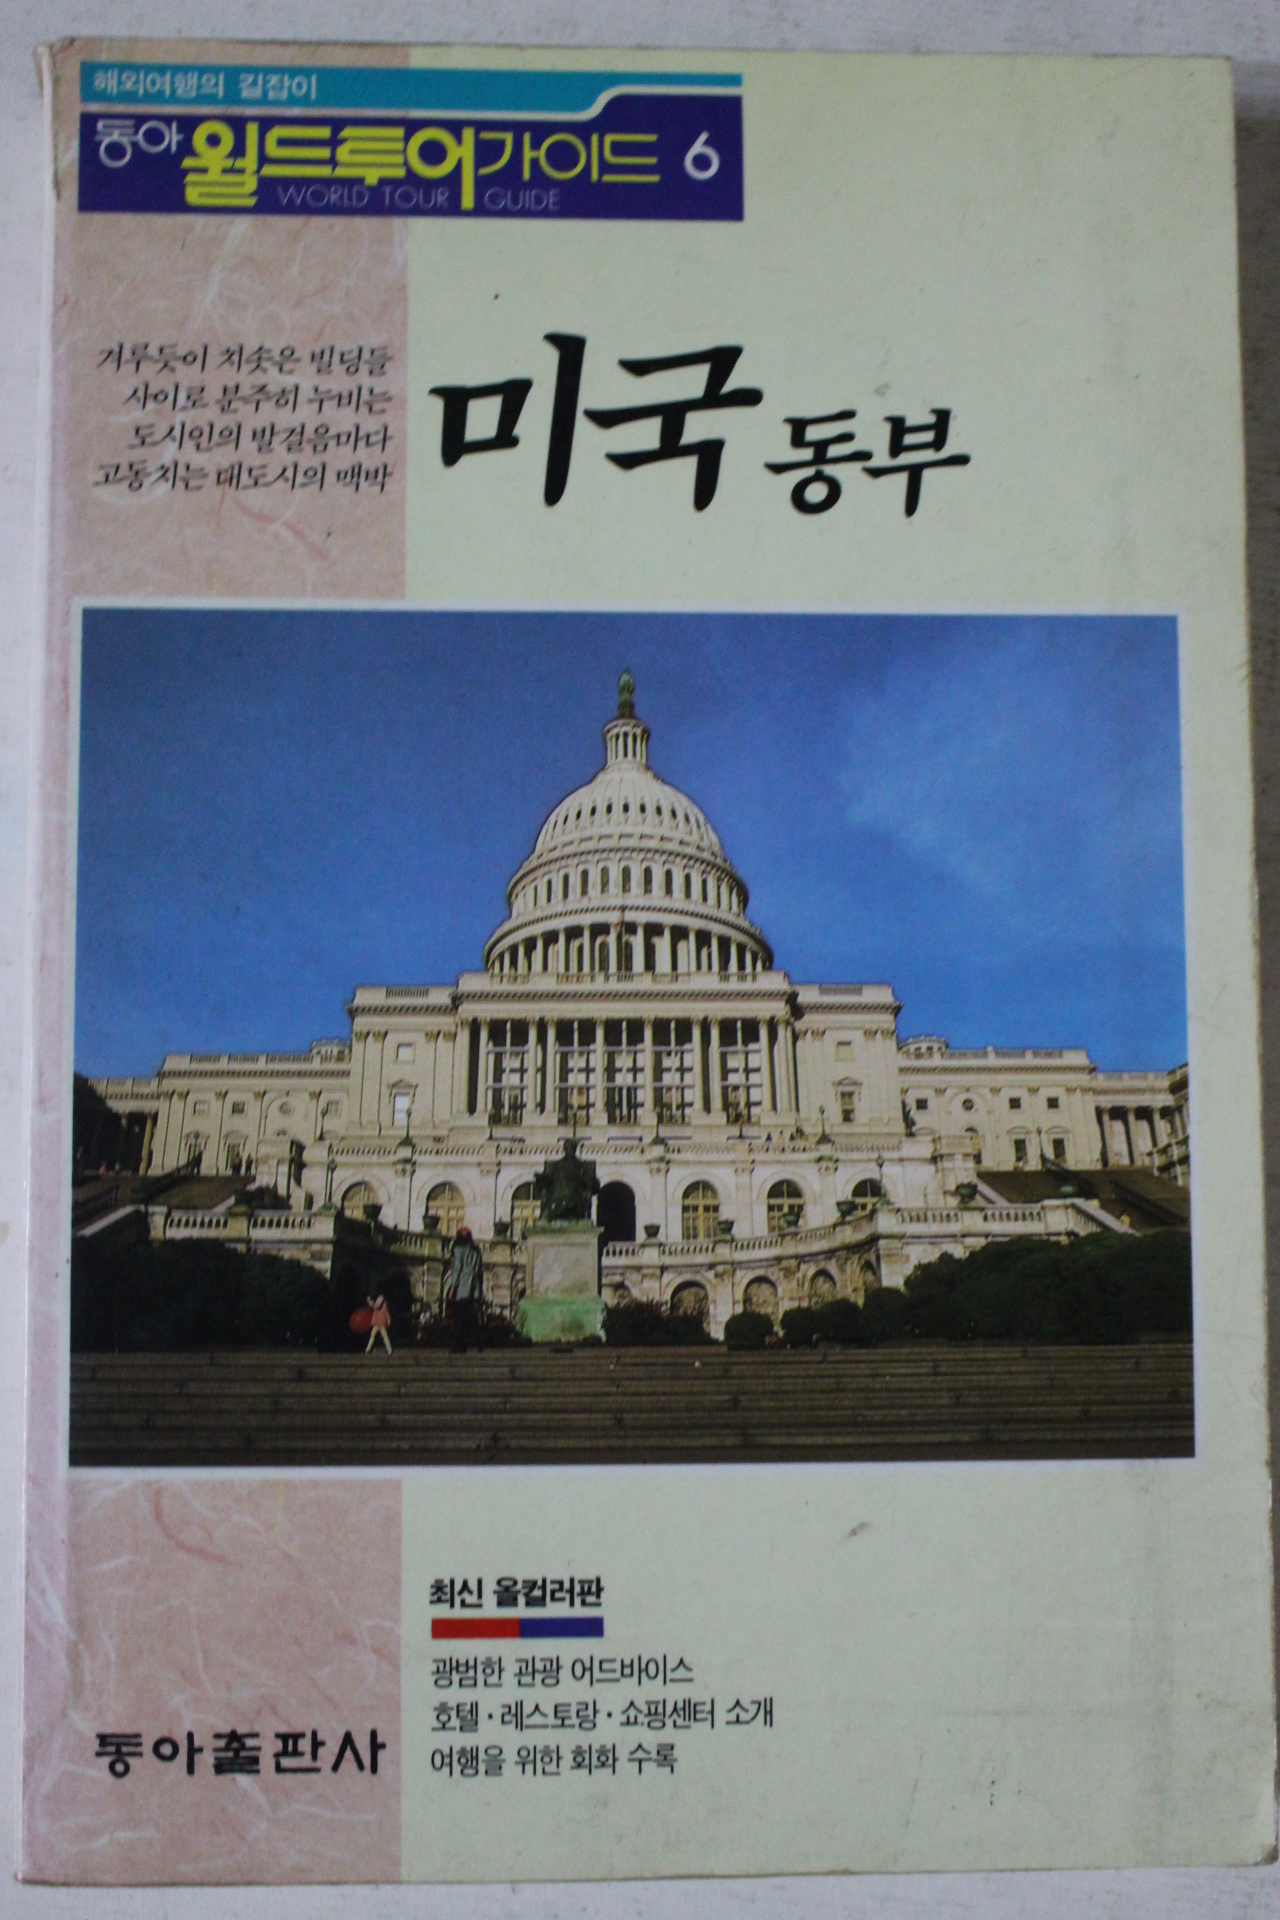 해외여행의 길잡이
동아 월드투어가이드 6
WORLD TOUR GUIDE
겨루듯이 치솟은 빌딩들
사이로 분주히 누비는
도시인의 발걸음마다
고동치는 대도시의 맥박
미국 동부
최신 올컬러판
광범한 관광 어드바이스
호텔·레스토랑·쇼핑센터 소개
여행을 위한 회화 수록
동아출판사